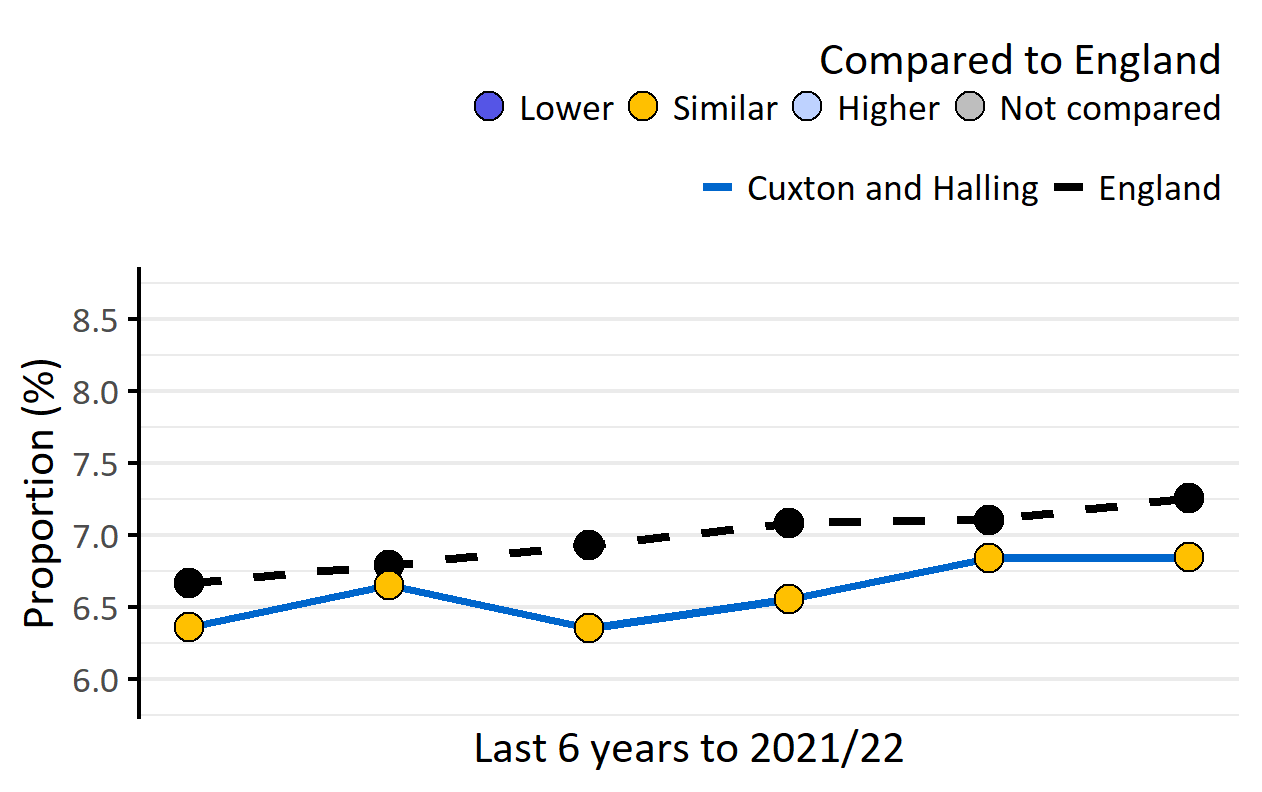 Compared to England
Lower Similar Higher Not compared
Cuxton and Halling England
8.5
8.0
7.5
7.0
6.5
6.0
Proportion (%)
Last 6 years to 2021/22